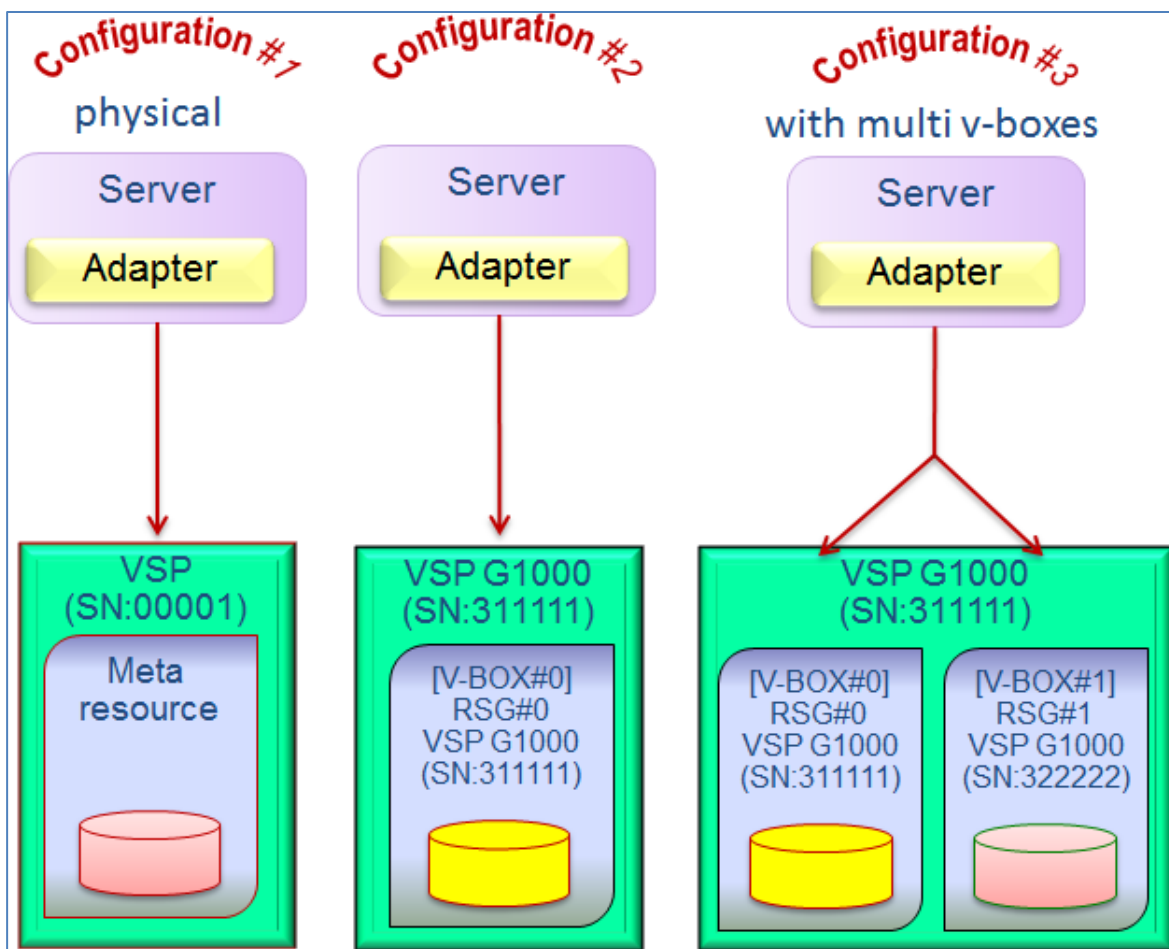 Configuration #1
physical
Server
Adapter
VSP
(SN:00001)
Meta
resource
Configuration #2
Server
Adapter
VSP G1000
(SN:311111)
[V-BOX#0]
RSG#0
VSP G1000
(SN:311111)
Configuration #3
with multi v-boxes
Server
Adapter
VSP G1000
(SN:311111)
[V-BOX#0]
RSG#0
VSP G1000
(SN:311111)
[V-BOX#1]
RSG#1
VSP G1000
(SN:322222)